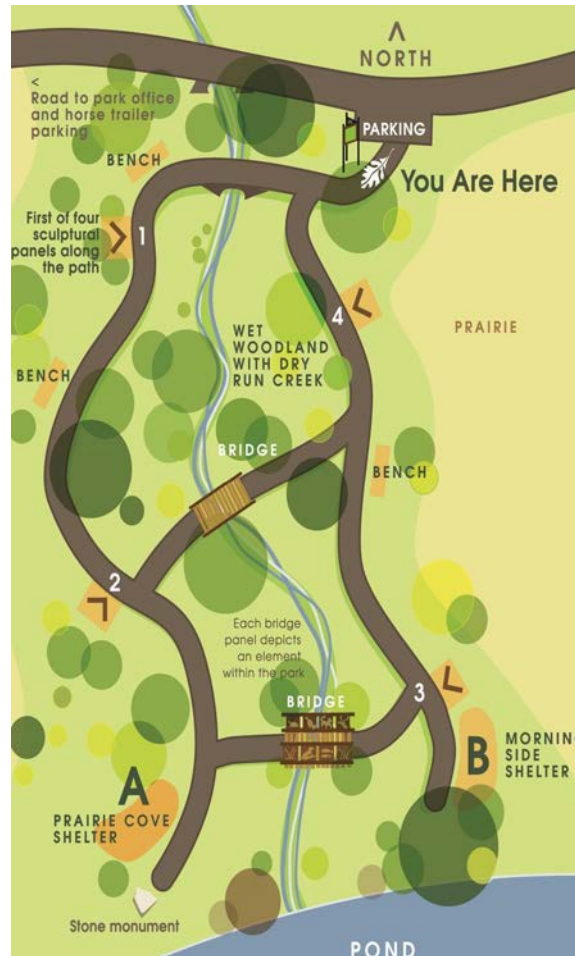 NORTH
<
Road to park office
and horse trailer
parking
PARKING
You Are Here
BENCH
First of four
sculptural
panels along
the path
1
4
PRAIRIE
WET
WOODLAND
WITH DRY
RUN CREEK
BENCH
BRIDGE
BENCH
2
Each bridge
panel depicts
an element
within the park
BRIDGE
3
A
PRAIRIE COVE
SHELTER
B
MORNIN
SIDE
SHELTER
Stone monument
POND